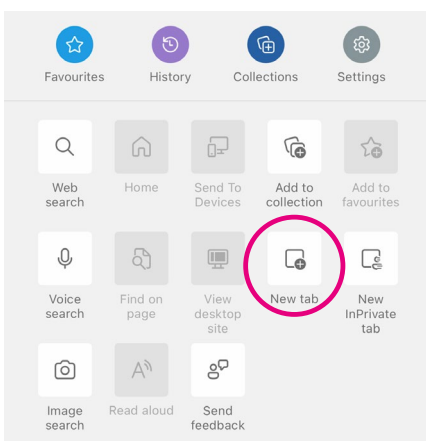 Favourites History Collections Settings
Web search Home Send To Devices Add to collection Add to favourites
Voice search Find on page View desktop site New tab New InPrivate tab
Image search Read aloud Send feedback